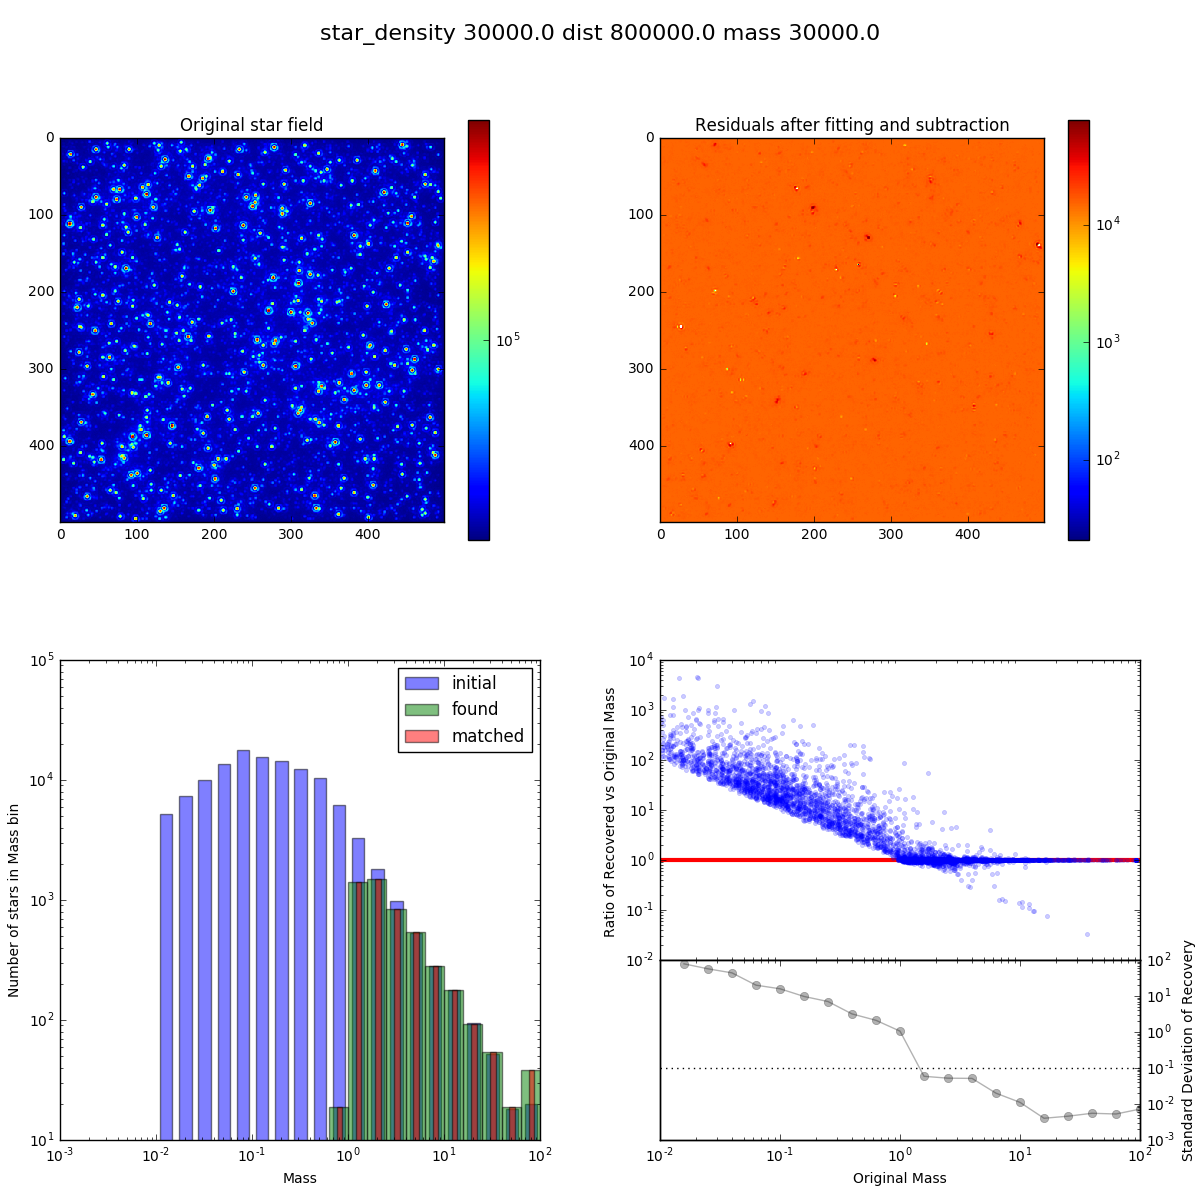 star_density 30000.0 dist 800000.0 mass 30000.0
Original star field
0
100
200
300
400
0 100 200 300 400
10^5
Residuals after fitting and subtraction
0
100
200
300
400
0 100 200 300 400
10^4
10^3
10^2
Number of stars in Mass bin
10^5
10^4
10^3
10^2
10^1
initial
found
matched
10^-3 10^-2 10^-1 10^0 10^1 10^2
Mass
Ratio of Recovered vs Original Mass
10^4
10^3
10^2
10^1
10^0
10^-1
10^-2
10^2
10^1
10^0
10^-1
10^-2
10^-3
Standard Deviation of Recovery
10^-2 10^-1 10^0 10^1 10^2
Original Mass